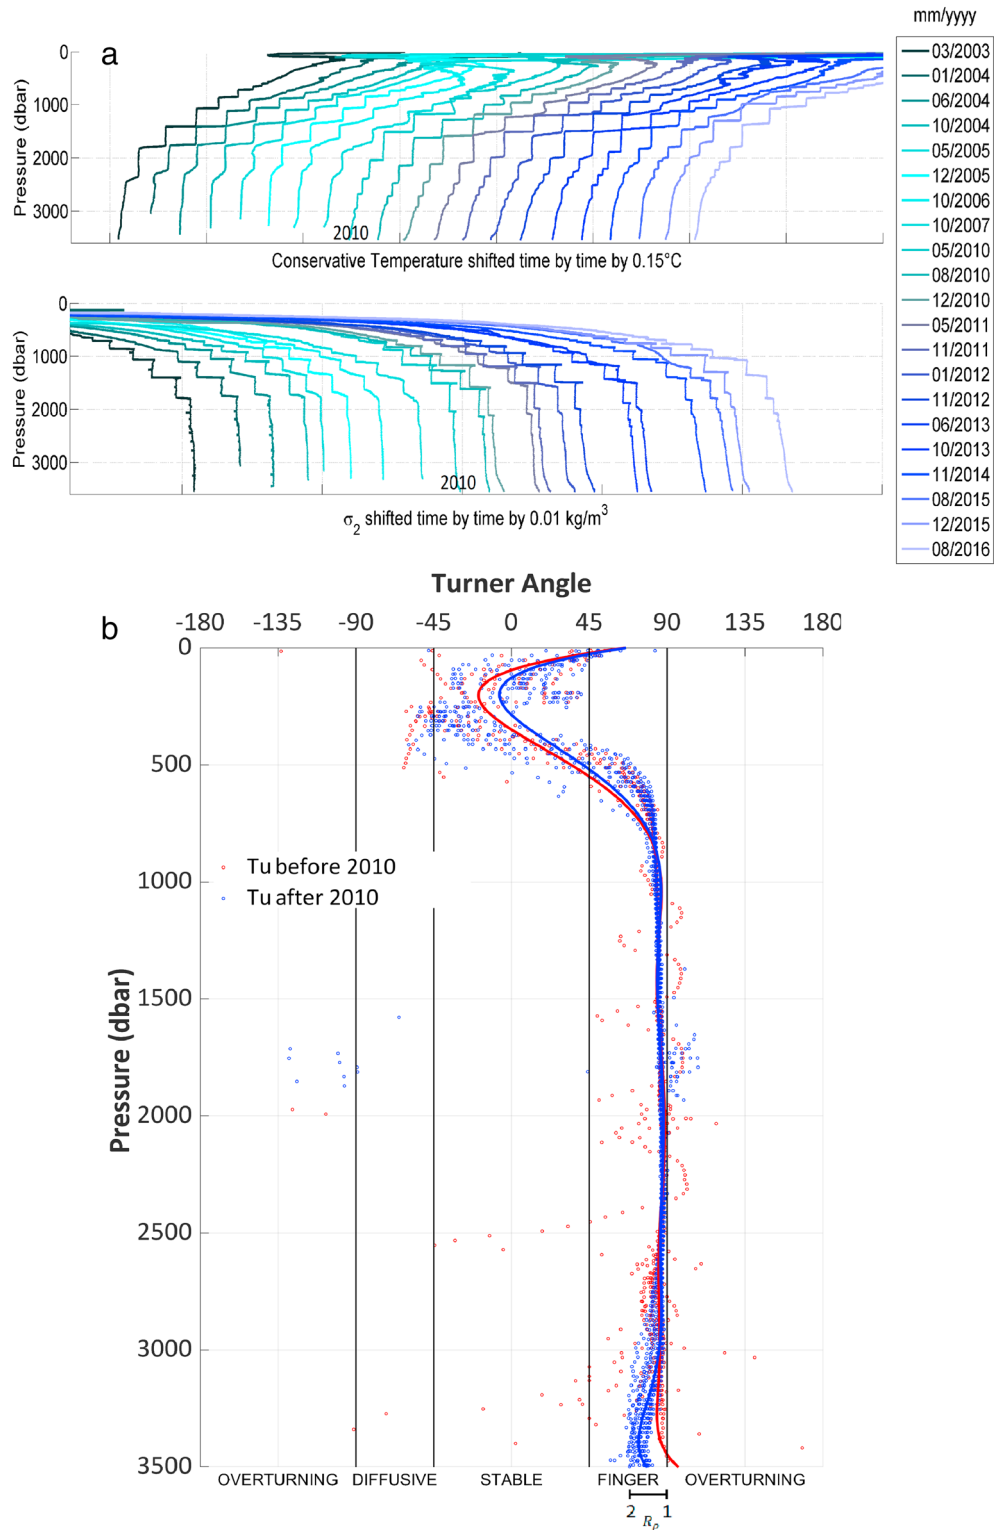 mm/yyyy
03/2003
01/2004
06/2004
10/2004
05/2005
12/2005
10/2006
10/2007
05/2010
08/2010
12/2010
05/2011
11/2011
01/2012
11/2012
06/2013
10/2013
11/2014
08/2015
12/2015
08/2016
a
Pressure (dbar)
0
1000
2000
3000
2010
Conservative Temperature shifted time by time by 0.15°C
Pressure (dbar)
0
1000
2000
3000
2010
σ2 shifted time by time by 0.01 kg/m3
Turner Angle
b
-180 -135 -90 -45 0 45 90 135 180
Pressure (dbar)
0
500
1000
1500
2000
2500
3000
3500
Tu before 2010
Tu after 2010
OVERTURNING DIFFUSIVE STABLE FINGER OVERTURNING
2 Rρ 1